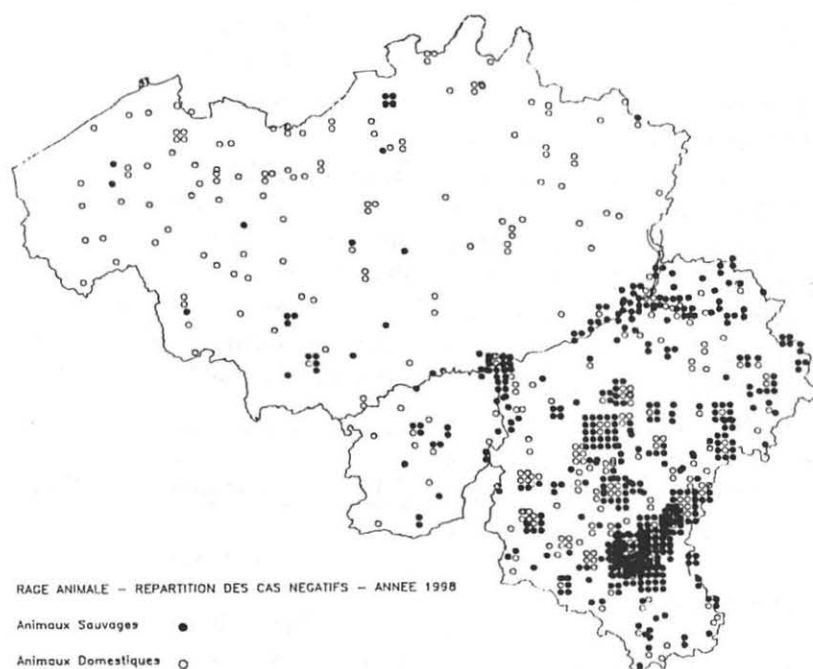 RAGE ANIMALE – REPARTITION DES CAS NEGATIFS – ANNEE 1998
Animaux Sauvages
Animaux Domestiques